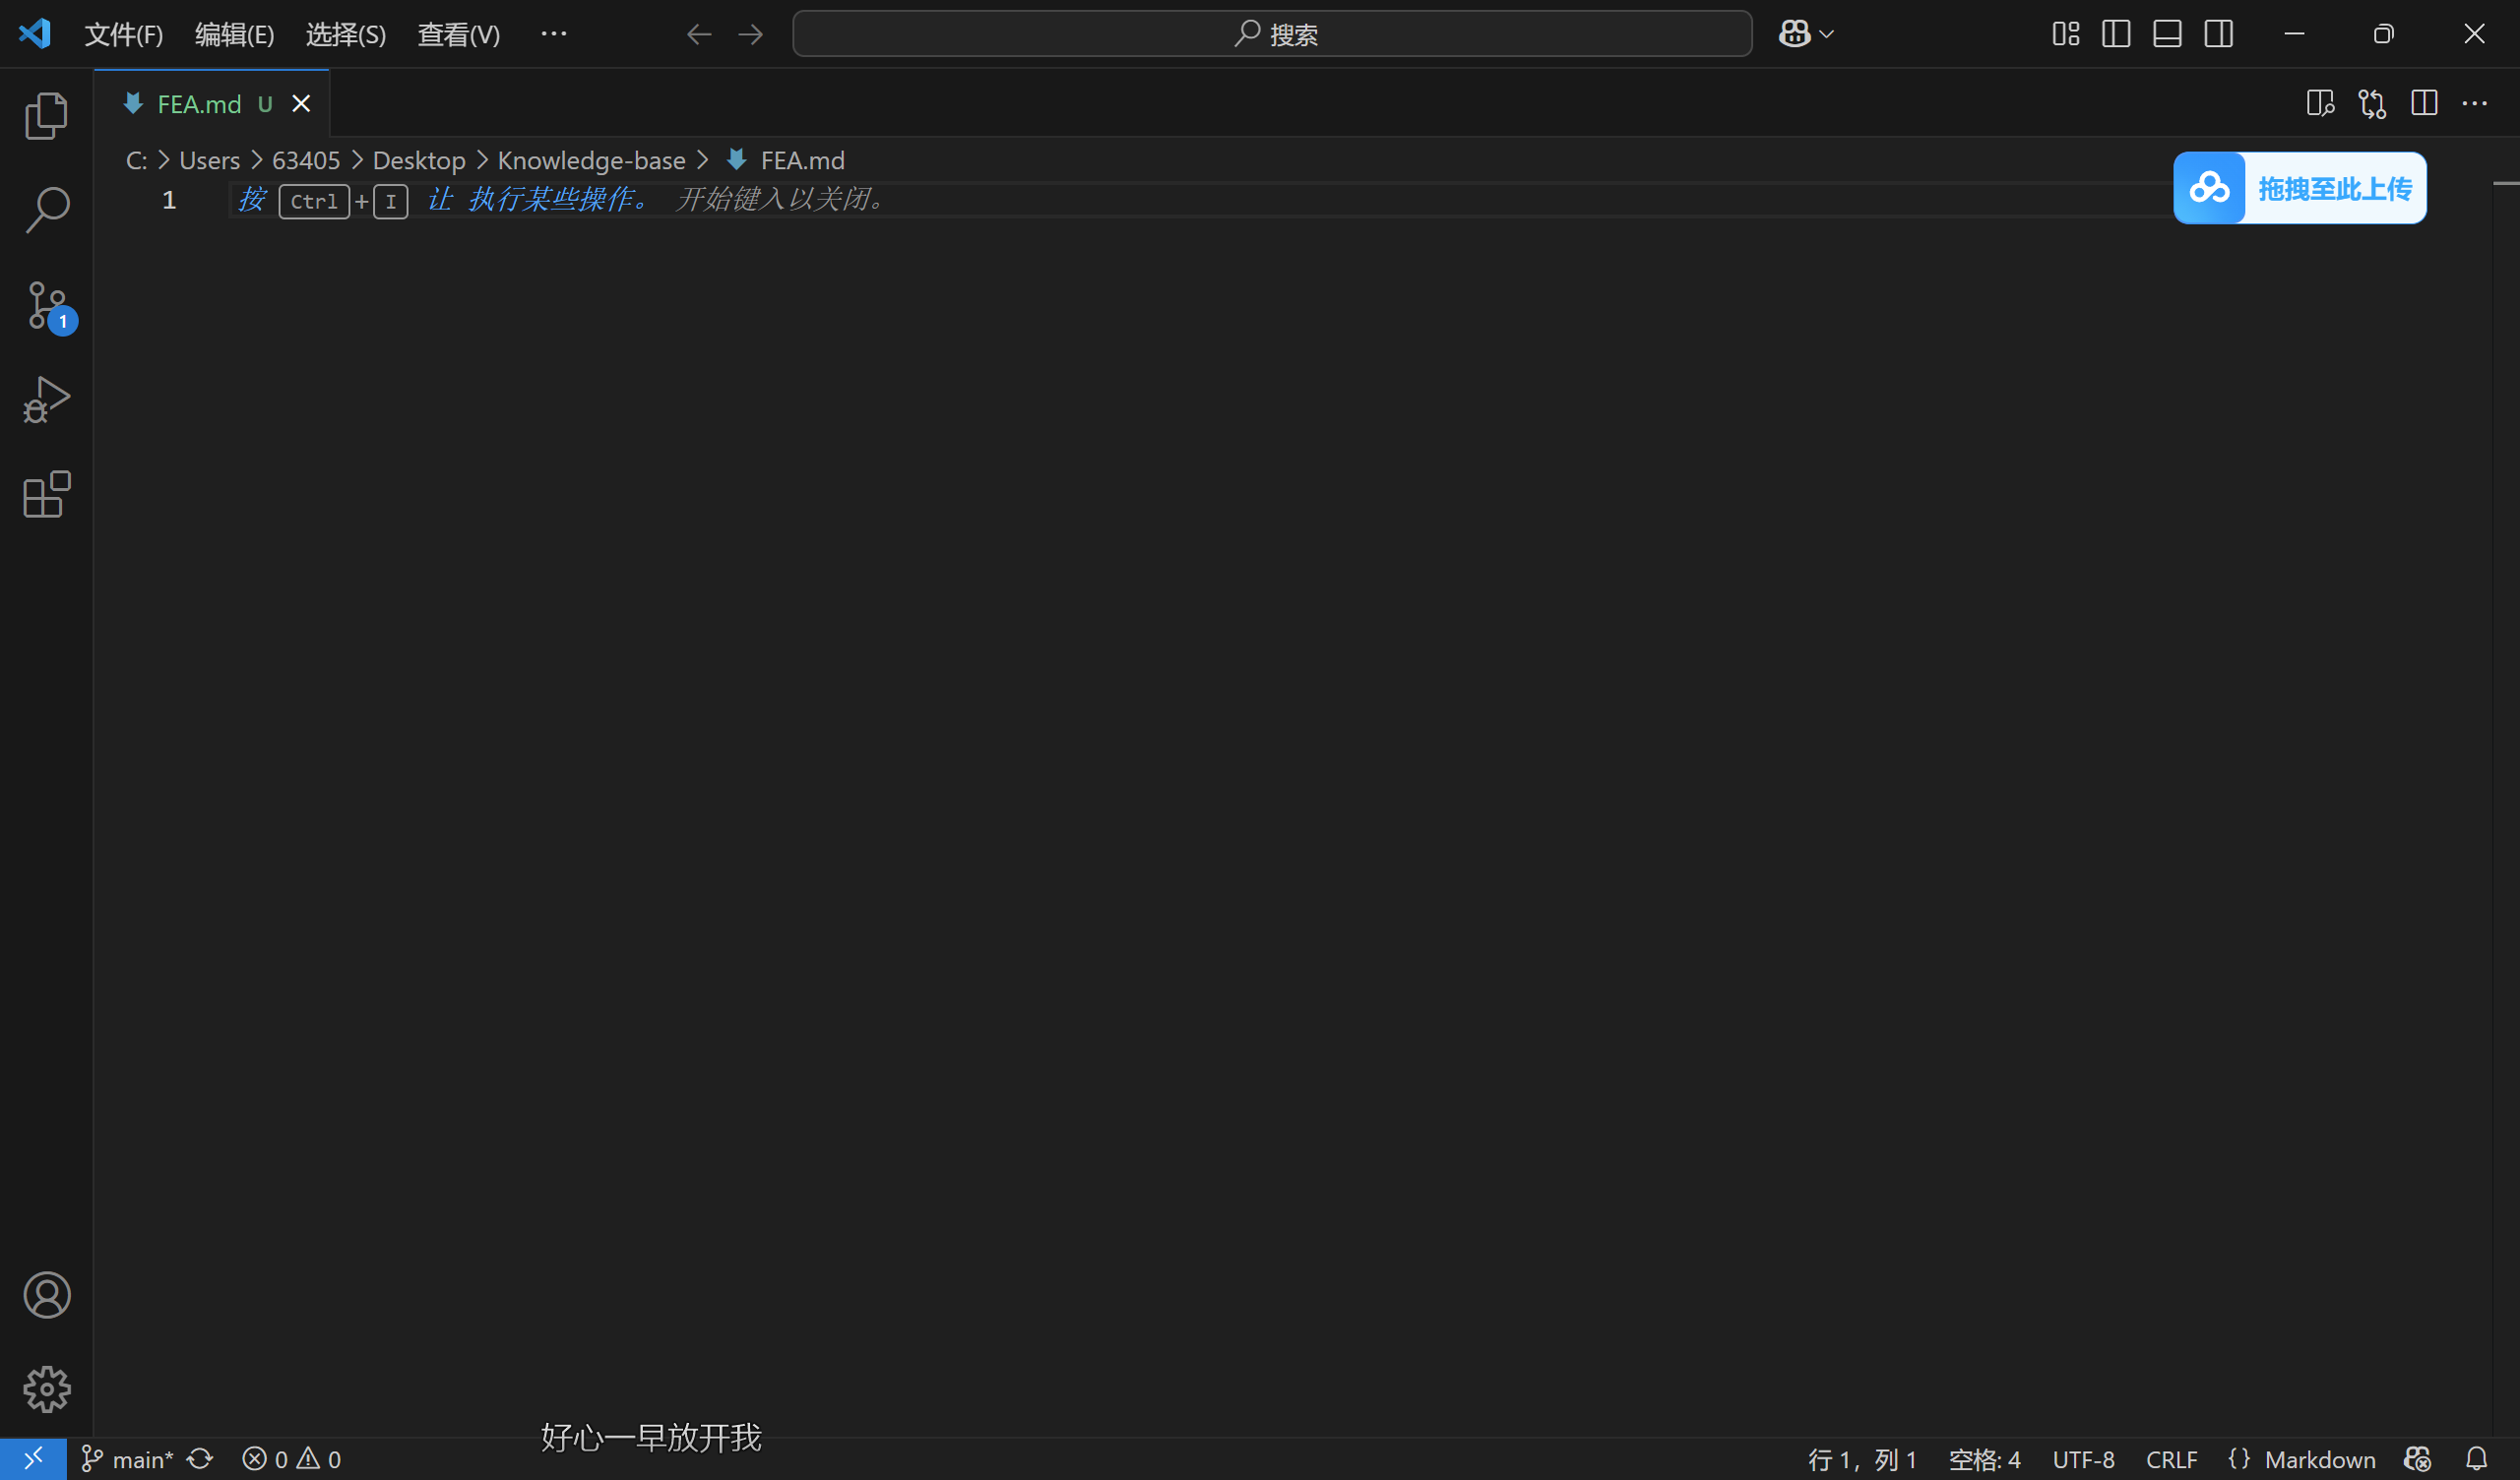 文件(F) 编辑(E) 选择(S) 查看(V) ··· 搜索
FEA.md U
C: > Users > 63405 > Desktop > Knowledge-base > FEA.md
拖拽至此上传
1 按 Ctrl+I 让 执行某些操作。 开始键入以关闭。
1
好心一早放开我
main* 0 0 行 1，列 1 空格: 4 UTF-8 CRLF {} Markdown